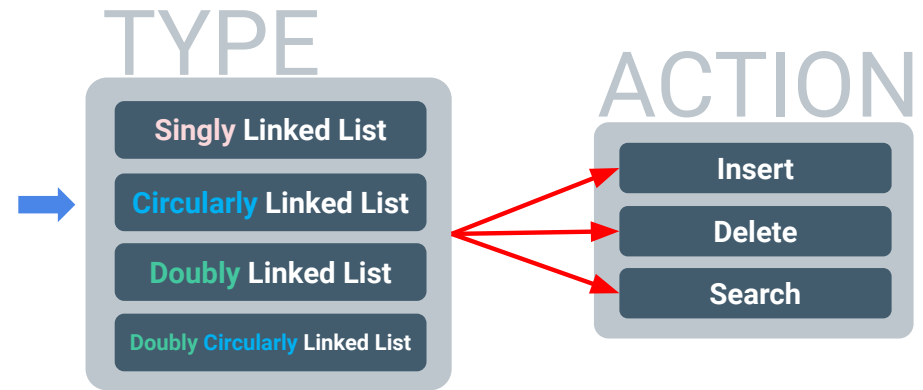 TYPE
Singly Linked List
Circularly Linked List
Doubly Linked List
Doubly Circularly Linked List
ACTION
Insert
Delete
Search